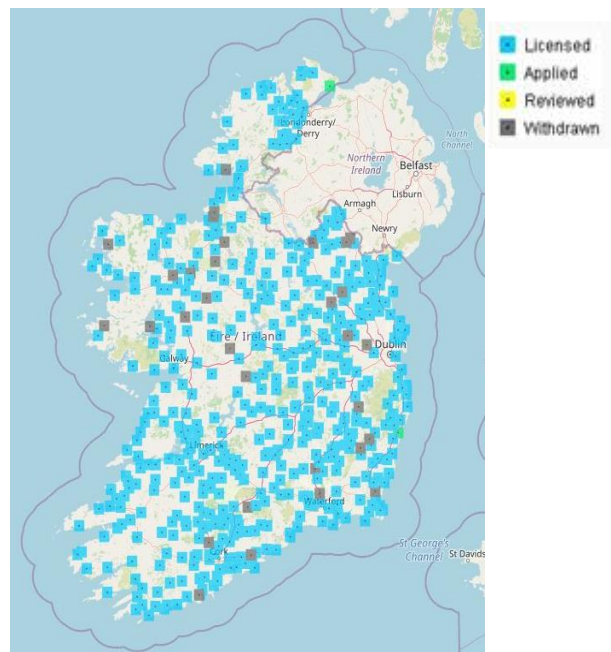 Licensed
Applied
Reviewed
Withdrawn
Londonderry/
Derry
North
Channel
Northern
Ireland
Belfast
Lisburn
Armagh
Newry
Éire / Ireland
Dublin
Galway
Limerick
Waterford
Cork
St George's
Channel
St Davids